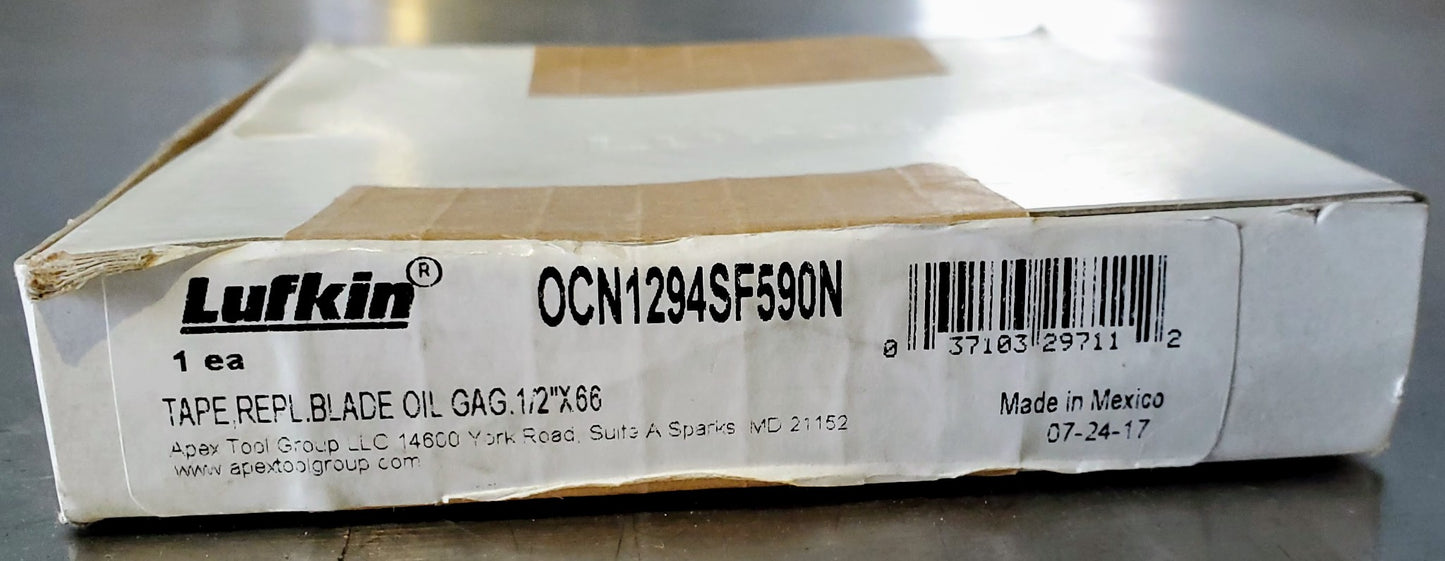 Lufkin®
OCN1294SF590N
1 ea
0 37103 29711 2
TAPE,REPL.BLADE OIL GAG.1/2"X66
Made in Mexico
Apex Tool Group LLC 14600 York Road, Suite A Sparks, MD 21152
07-24-17
www.apextoolgroup.com